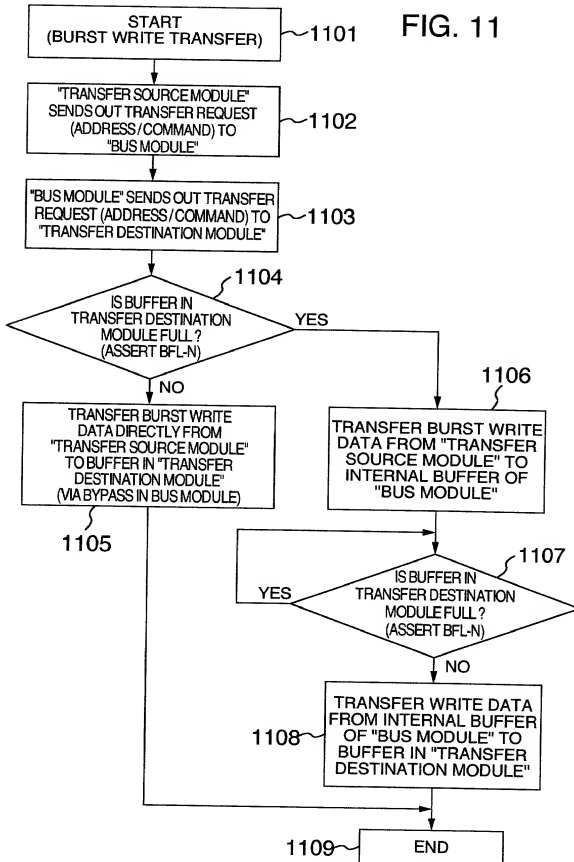 START
(BURST WRITE TRANSFER)
1101
FIG. 11
"TRANSFER SOURCE MODULE"
SENDS OUT TRANSFER REQUEST
(ADDRESS/COMMAND) TO
"BUS MODULE"
1102
"BUS MODULE" SENDS OUT TRANSFER
REQUEST (ADDRESS/COMMAND) TO
"TRANSFER DESTINATION MODULE"
1103
1104
IS BUFFER IN
TRANSFER DESTINATION
MODULE FULL?
(ASSERT BFL-N)
YES
NO
TRANSFER BURST WRITE
DATA DIRECTLY FROM
"TRANSFER SOURCE MODULE"
TO BUFFER IN "TRANSFER
DESTINATION MODULE"
(VIA BYPASS IN BUS MODULE)
1105
1106
TRANSFER BURST WRITE
DATA FROM "TRANSFER
SOURCE MODULE" TO
INTERNAL BUFFER OF
"BUS MODULE"
1107
IS BUFFER IN
TRANSFER DESTINATION
MODULE FULL?
(ASSERT BFL-N)
YES
NO
TRANSFER WRITE DATA
FROM INTERNAL BUFFER
OF "BUS MODULE" TO
BUFFER IN "TRANSFER
DESTINATION MODULE"
1108
1109
END